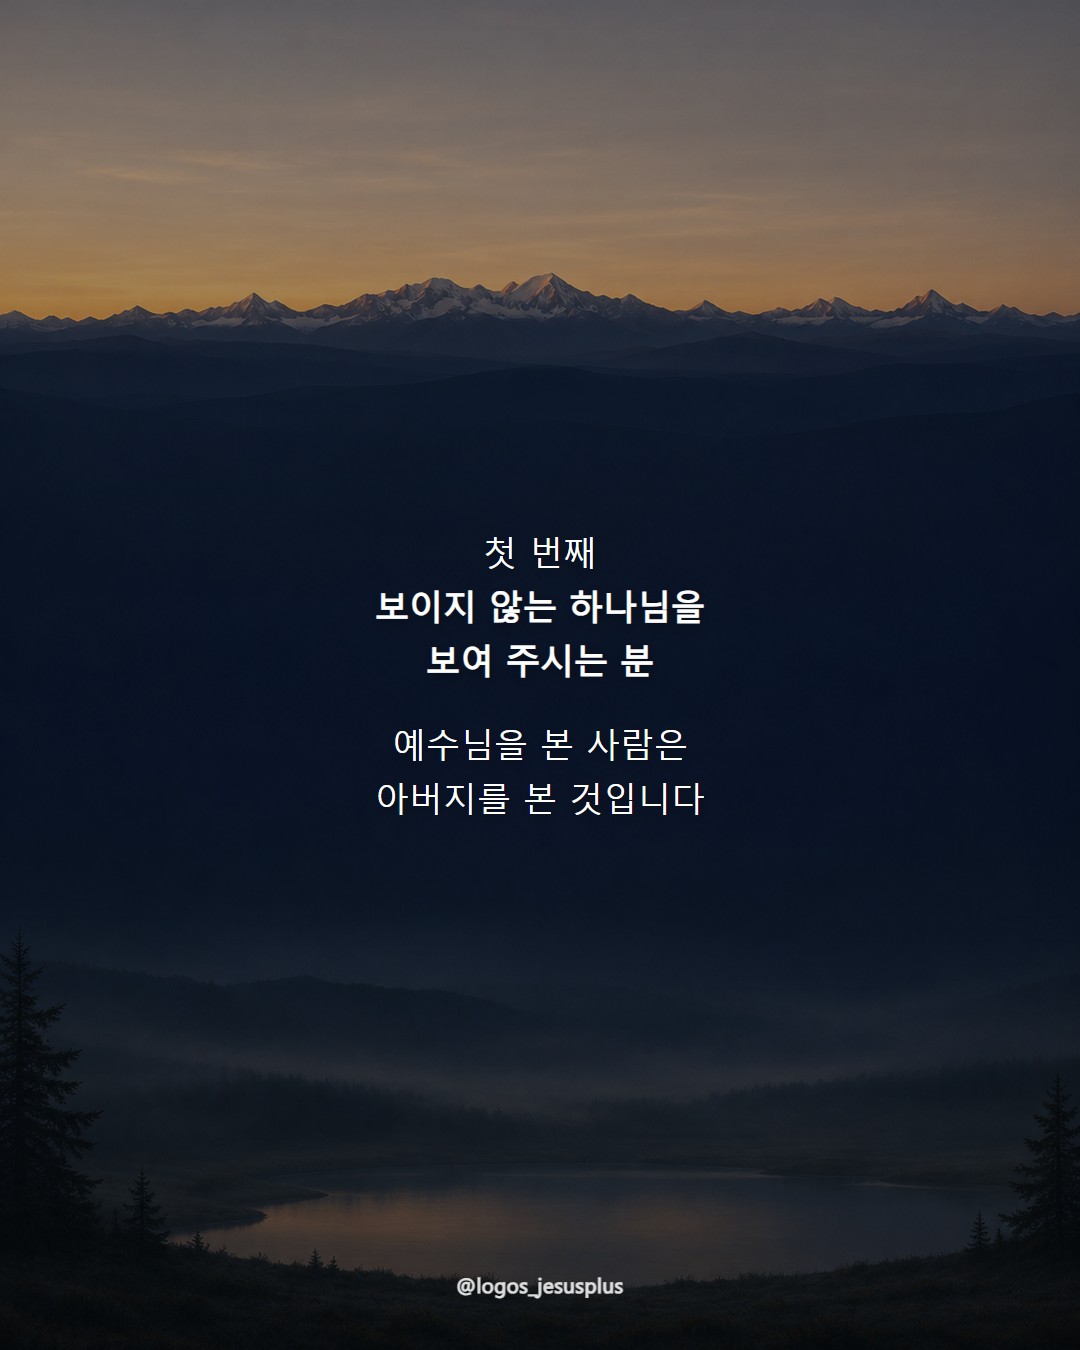 첫 번째
보이지 않는 하나님을
보여 주시는 분
예수님을 본 사람은
아버지를 본 것입니다
@logos_jesusplus